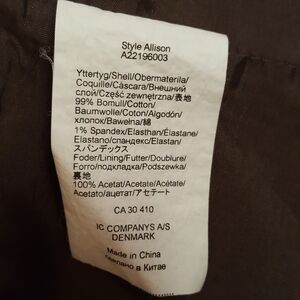 Style Allison
A22196003
Yttertyg/Shell/Obermaterila/
Coquille/Cáscara/Внешний
слой/Część zewnętrzna/表地
99% Bomull/Cotton/
Baumwolle/Coton/Algodón/
хлопок/Bawełna/綿
1% Spandex/Elasthan/Élastane/
Elastano/спандекс/Elastan/
スパンデックス
Foder/Lining/Futter/Doublure/
Forro/подкладка/Podszewka/
裏地
100% Acetat/Acetate/Acétate/
Acetato/ацетат/アセテート
CA 30 410
IC COMPANYS A/S
DENMARK
Made in China
сделано в Китае